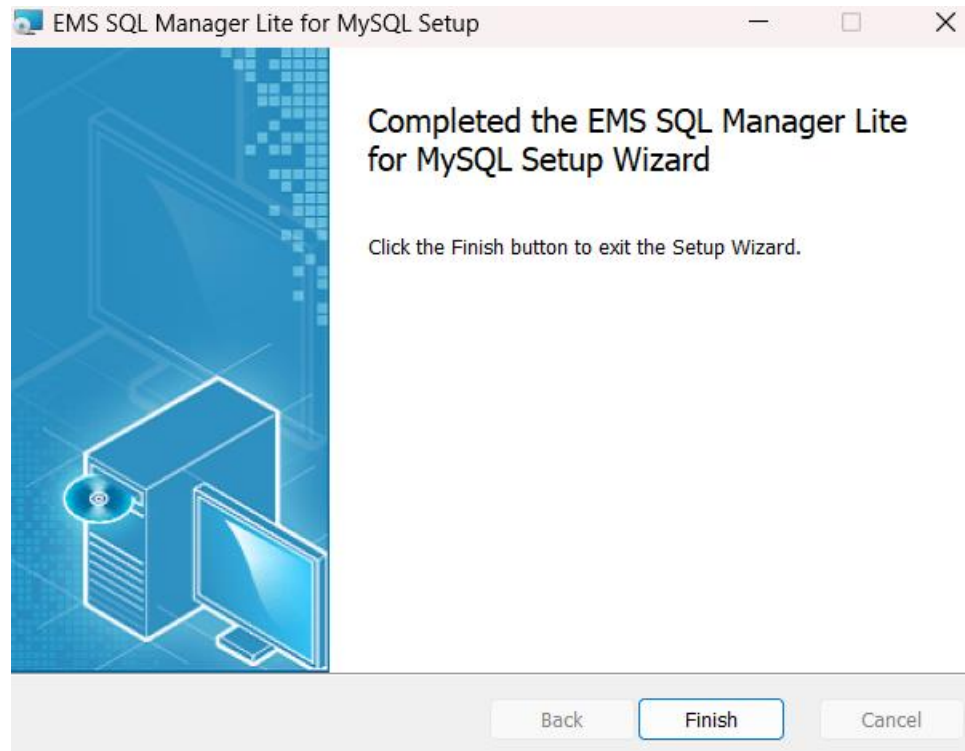 EMS SQL Manager Lite for MySQL Setup
Completed the EMS SQL Manager Lite
for MySQL Setup Wizard
Click the Finish button to exit the Setup Wizard.
Back
Finish
Cancel